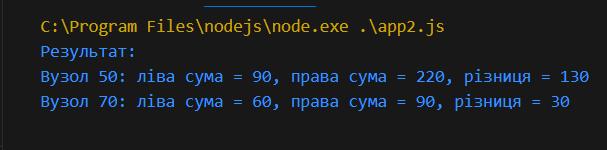 C:\Program Files\nodejs\node.exe .\app2.js
Результат:
Вузол 50: ліва сума = 90, права сума = 220, різниця = 130
Вузол 70: ліва сума = 60, права сума = 90, різниця = 30